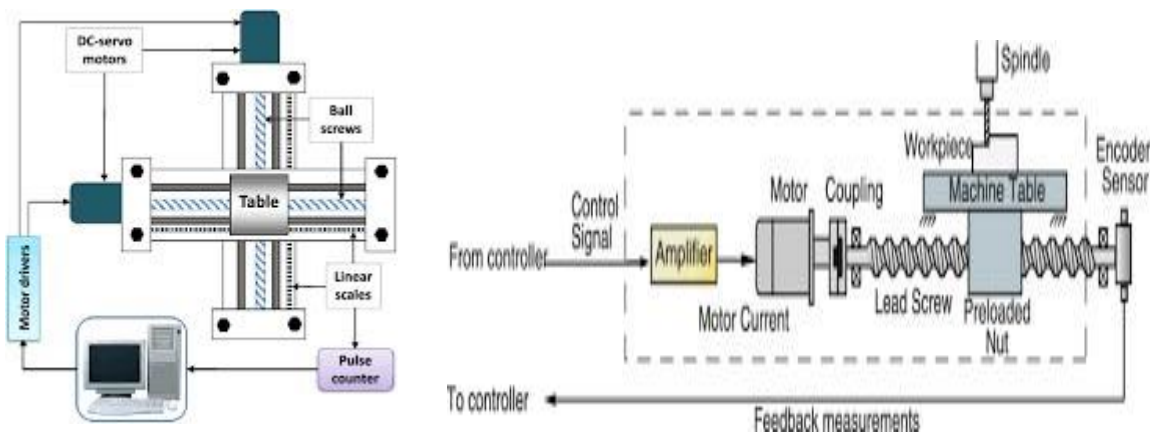 DC-servo
motors
Ball
screws
Table
Motor drivers
Linear
scales
Pulse
counter
Spindle
Workpiece
Encoder
Sensor
Machine Table
Motor
Coupling
Control
Signal
From controller
Amplifier
Lead Screw
Preloaded
Nut
Motor Current
To controller
Feedback measurements